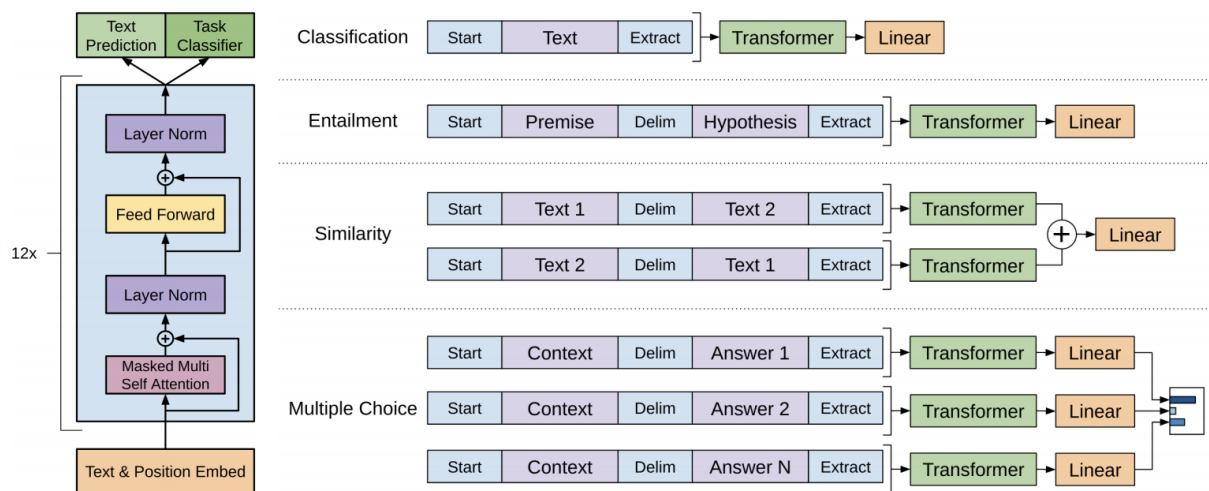 Text
Prediction
Task
Classifier
12x
Layer Norm
Feed Forward
Layer Norm
Masked Multi
Self Attention
Text & Position Embed
Classification Start Text Extract Transformer Linear
Entailment Start Premise Delim Hypothesis Extract Transformer Linear
Similarity
Start Text 1 Delim Text 2 Extract Transformer
+ Linear
Start Text 2 Delim Text 1 Extract Transformer
Multiple Choice
Start Context Delim Answer 1 Extract Transformer Linear
Start Context Delim Answer 2 Extract Transformer Linear
Start Context Delim Answer N Extract Transformer Linear